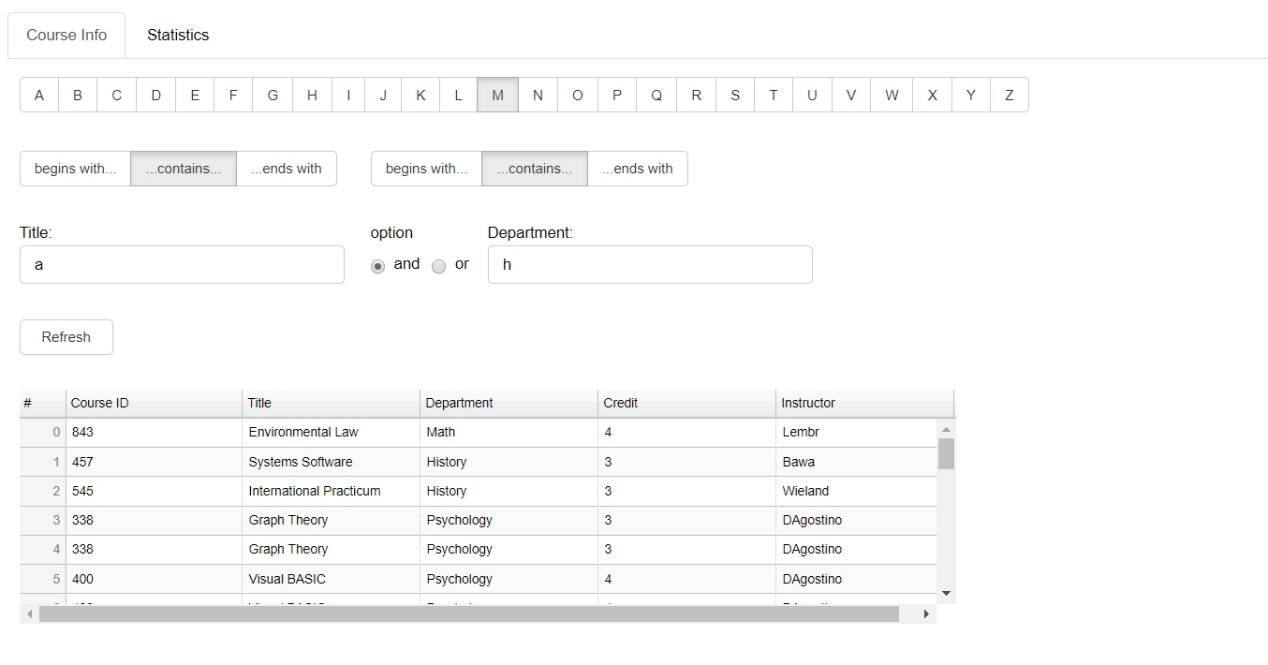 Course Info Statistics
A B C D E F G H I J K L M N O P Q R S T U V W X Y Z
begins with... ...contains... ...ends with begins with... ...contains... ...ends with
Title: option Department:
a and or h
Refresh
# Course ID Title Department Credit Instructor
0 843 Environmental Law Math 4 Lembr
1 457 Systems Software History 3 Bawa
2 545 International Practicum History 3 Wieland
3 338 Graph Theory Psychology 3 DAgostino
4 338 Graph Theory Psychology 3 DAgostino
5 400 Visual BASIC Psychology 4 DAgostino